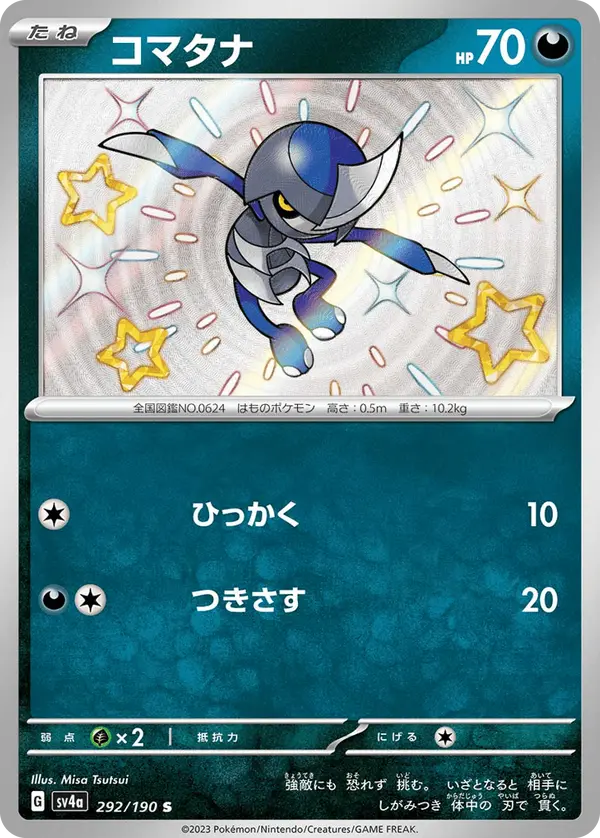 たね コマタナ HP70
全国図鑑NO.0624 はものポケモン 高さ:0.5m 重さ:10.2kg
ひっかく 10
つきさす 20
弱点 ×2 抵抗力 にげる
Illus. Misa Tsutsui
G sv4a 292/190 S
強敵にも 恐れず 挑む。いざとなると 相手に
しがみつき 体中の 刃で 貫く。
©2023 Pokémon/Nintendo/Creatures/GAME FREAK.